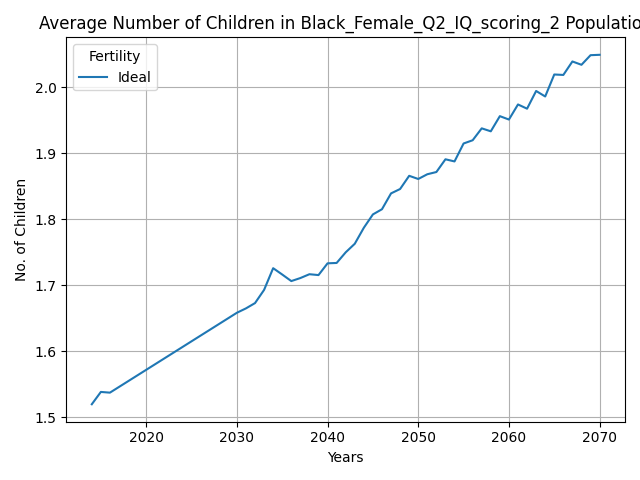 Average Number of Children in Black_Female_Q2_IQ_scoring_2 Populatio
Fertility
Ideal
No. of Children
2.0
1.9
1.8
1.7
1.6
1.5
2020 2030 2040 2050 2060 2070
Years